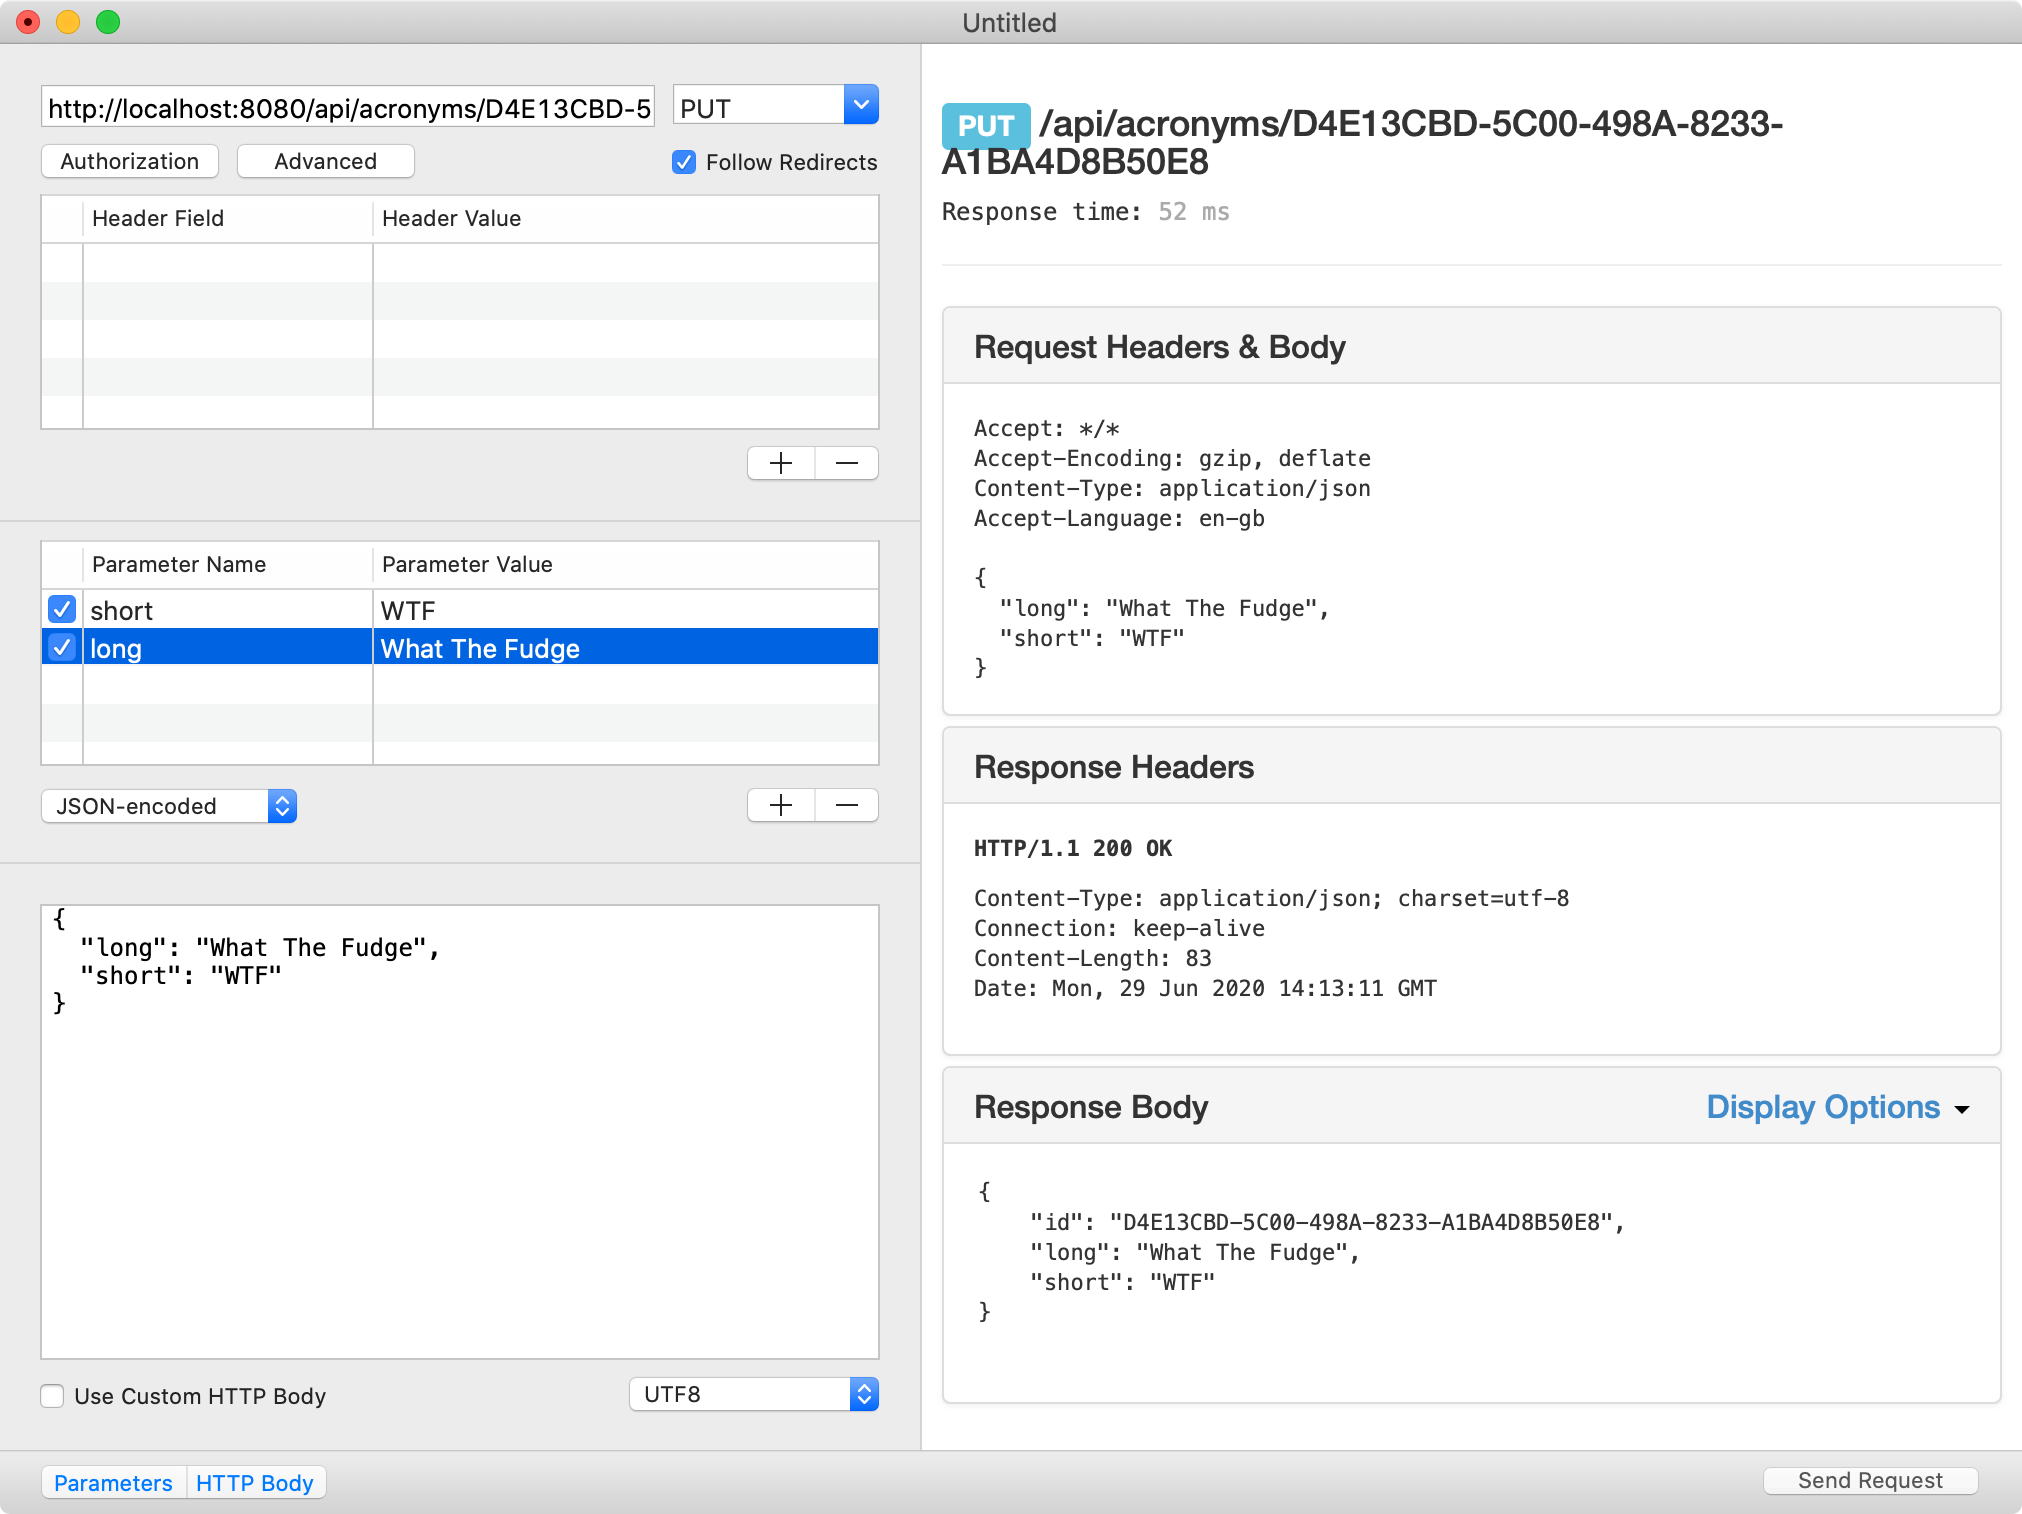 Untitled
http://localhost:8080/api/acronyms/D4E13CBD-5
PUT
Authorization
Advanced
Follow Redirects
Header Field
Header Value
Parameter Name
Parameter Value
short
WTF
long
What The Fudge
JSON-encoded
{
"long": "What The Fudge",
"short": "WTF"
}
Use Custom HTTP Body
UTF8
Parameters
HTTP Body
PUT /api/acronyms/D4E13CBD-5C00-498A-8233-
A1BA4D8B50E8
Response time: 52 ms
Request Headers & Body
Accept: */*
Accept-Encoding: gzip, deflate
Content-Type: application/json
Accept-Language: en-gb
{
"long": "What The Fudge",
"short": "WTF"
}
Response Headers
HTTP/1.1 200 OK
Content-Type: application/json; charset=utf-8
Connection: keep-alive
Content-Length: 83
Date: Mon, 29 Jun 2020 14:13:11 GMT
Response Body
Display Options
{
"id": "D4E13CBD-5C00-498A-8233-A1BA4D8B50E8",
"long": "What The Fudge",
"short": "WTF"
}
Send Request